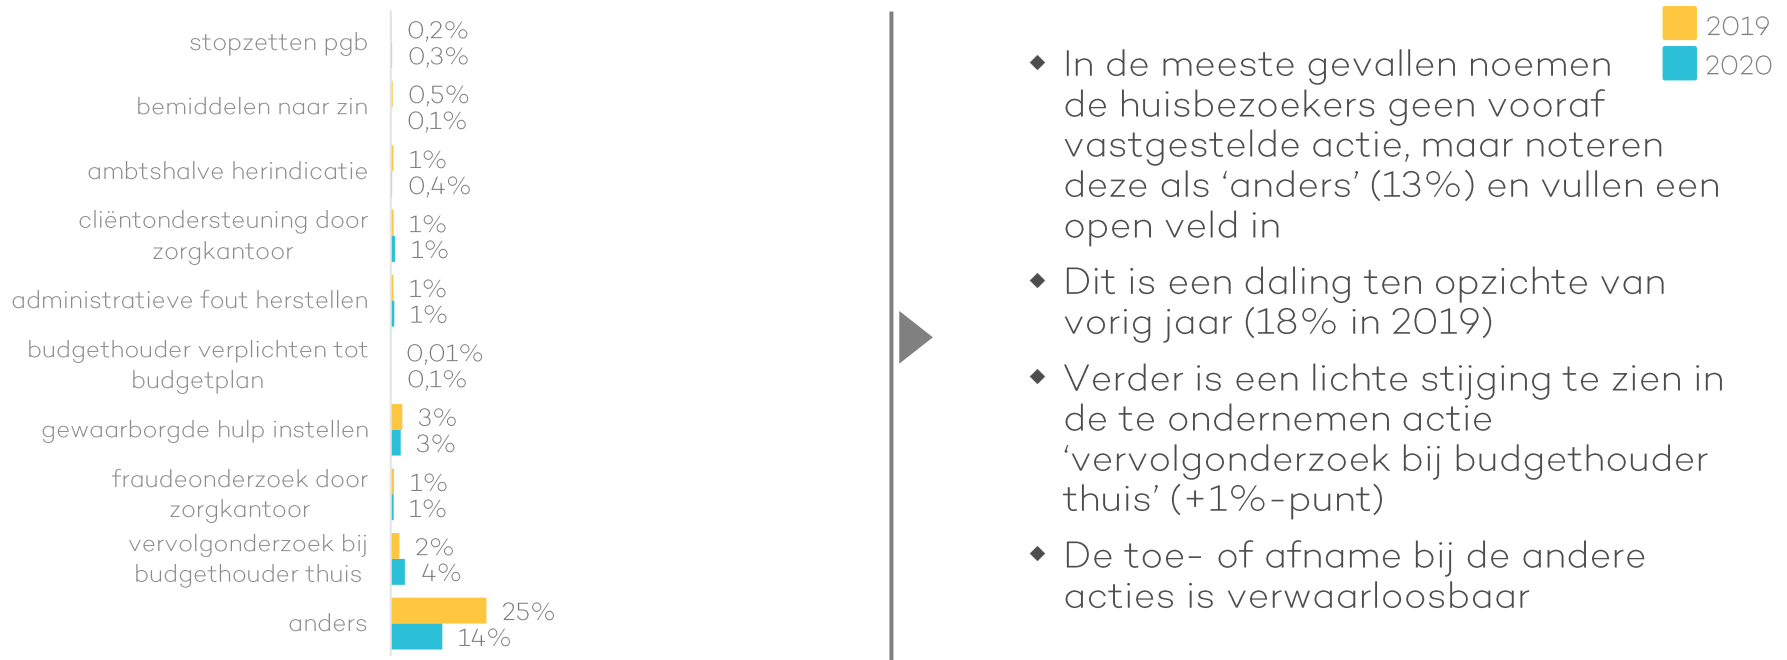 stopzetten pgb
0,2%
0,3%
bemiddelen naar zin
0,5%
0,1%
ambtshalve herindicatie
1%
0,4%
cliëntondersteuning door
zorgkantoor
1%
1%
administratieve fout herstellen
1%
1%
budgethouder verplichten tot
budgetplan
0,01%
0,1%
gewaarborgde hulp instellen
3%
3%
fraudeonderzoek door
zorgkantoor
1%
1%
vervolgonderzoek bij
budgethouder thuis
2%
4%
anders
25%
14%
2019
2020
◆ In de meeste gevallen noemen
de huisbezoekers geen vooraf
vastgestelde actie, maar noteren
deze als ‘anders’ (13%) en vullen een
open veld in
◆ Dit is een daling ten opzichte van
vorig jaar (18% in 2019)
◆ Verder is een lichte stijging te zien in
de te ondernemen actie
‘vervolgonderzoek bij budgethouder
thuis’ (+1%-punt)
◆ De toe- of afname bij de andere
acties is verwaarloosbaar